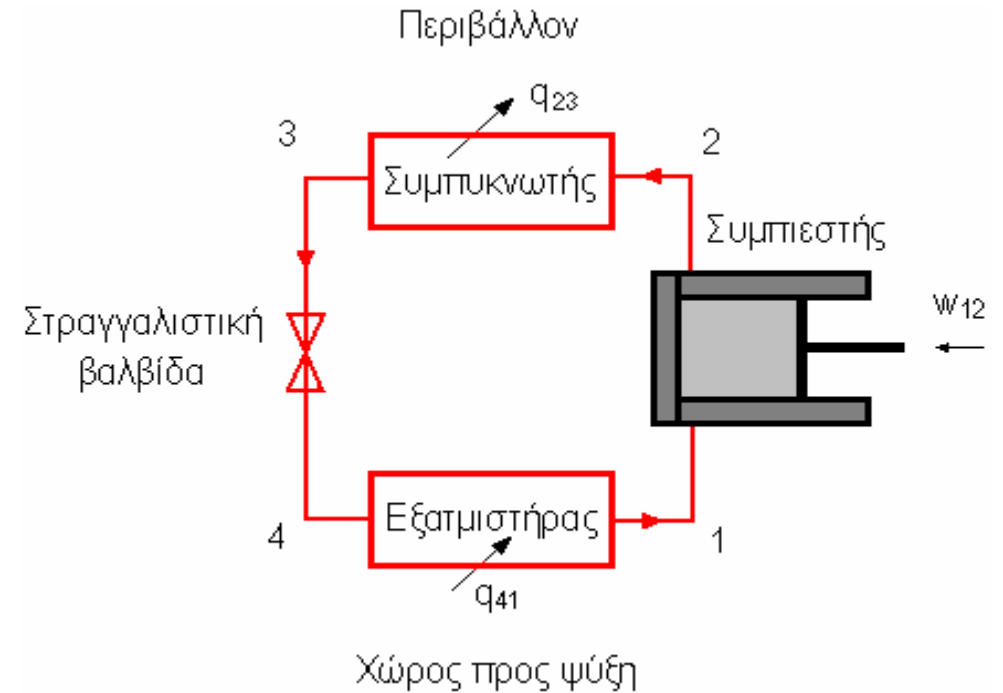 Περιβάλλον
q23
3
2
Συμπυκνωτής
Συμπιεστής
w12
Στραγγαλιστική
βαλβίδα
Εξατμιστήρας
4
1
q41
Χώρος προς ψύξη